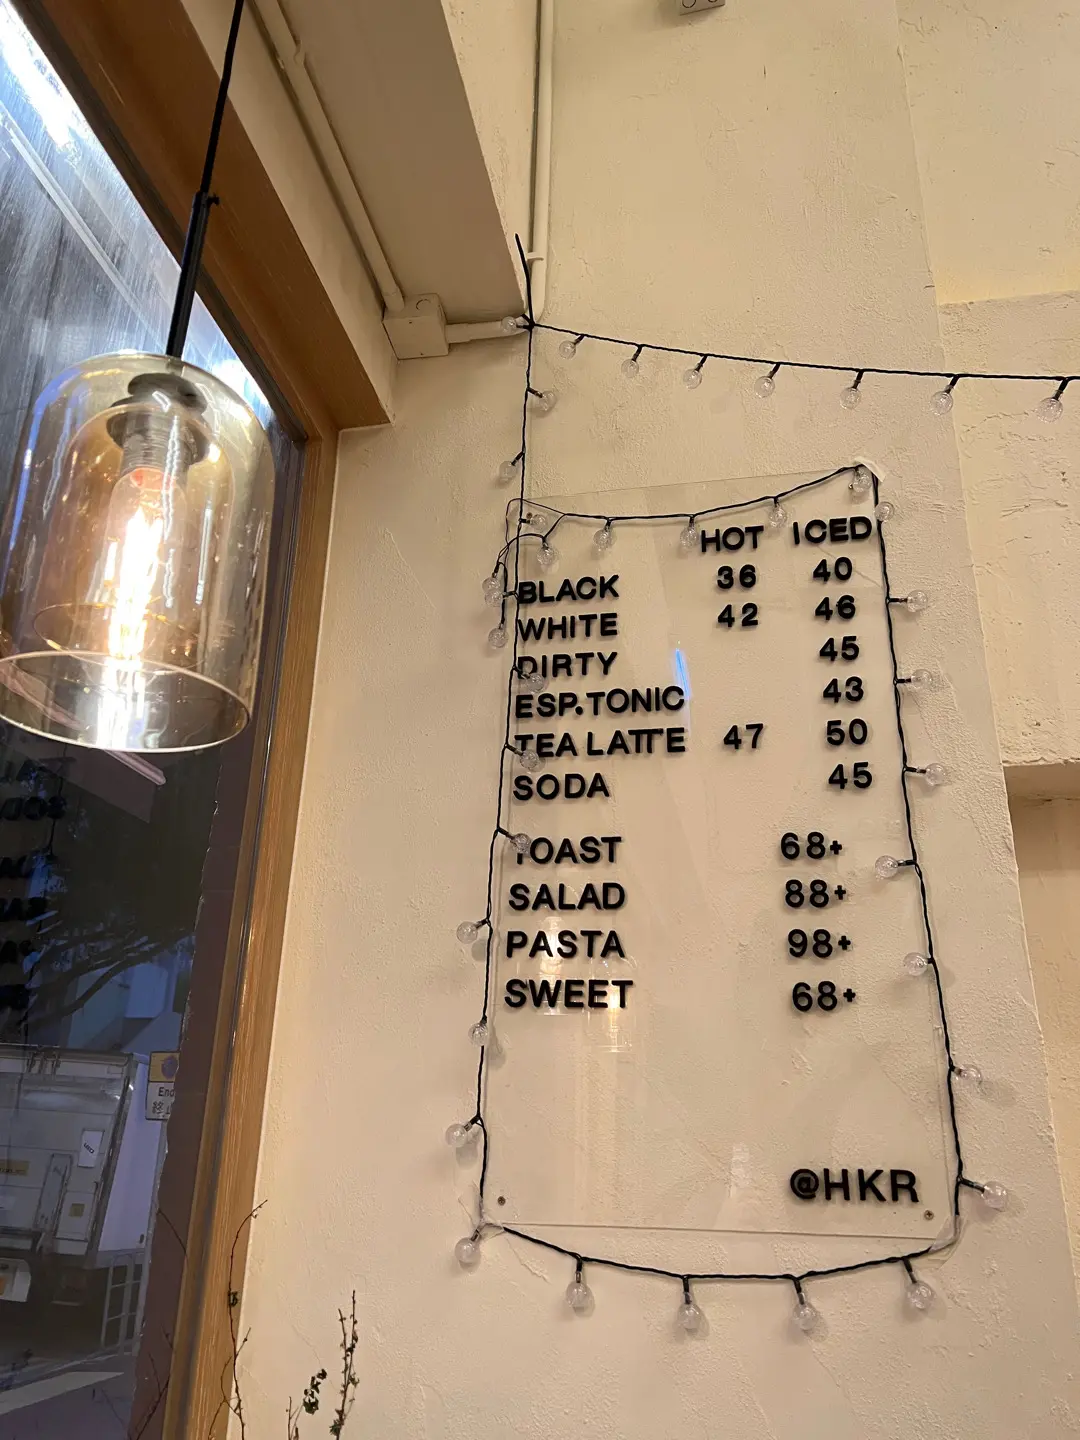 HOT ICED
BLACK 36 40
WHITE 42 46
DIRTY 45
ESP.TONIC 43
TEA LATTE 47 50
SODA 45
TOAST 68+
SALAD 88+
PASTA 98+
SWEET 68+
@HKR
End